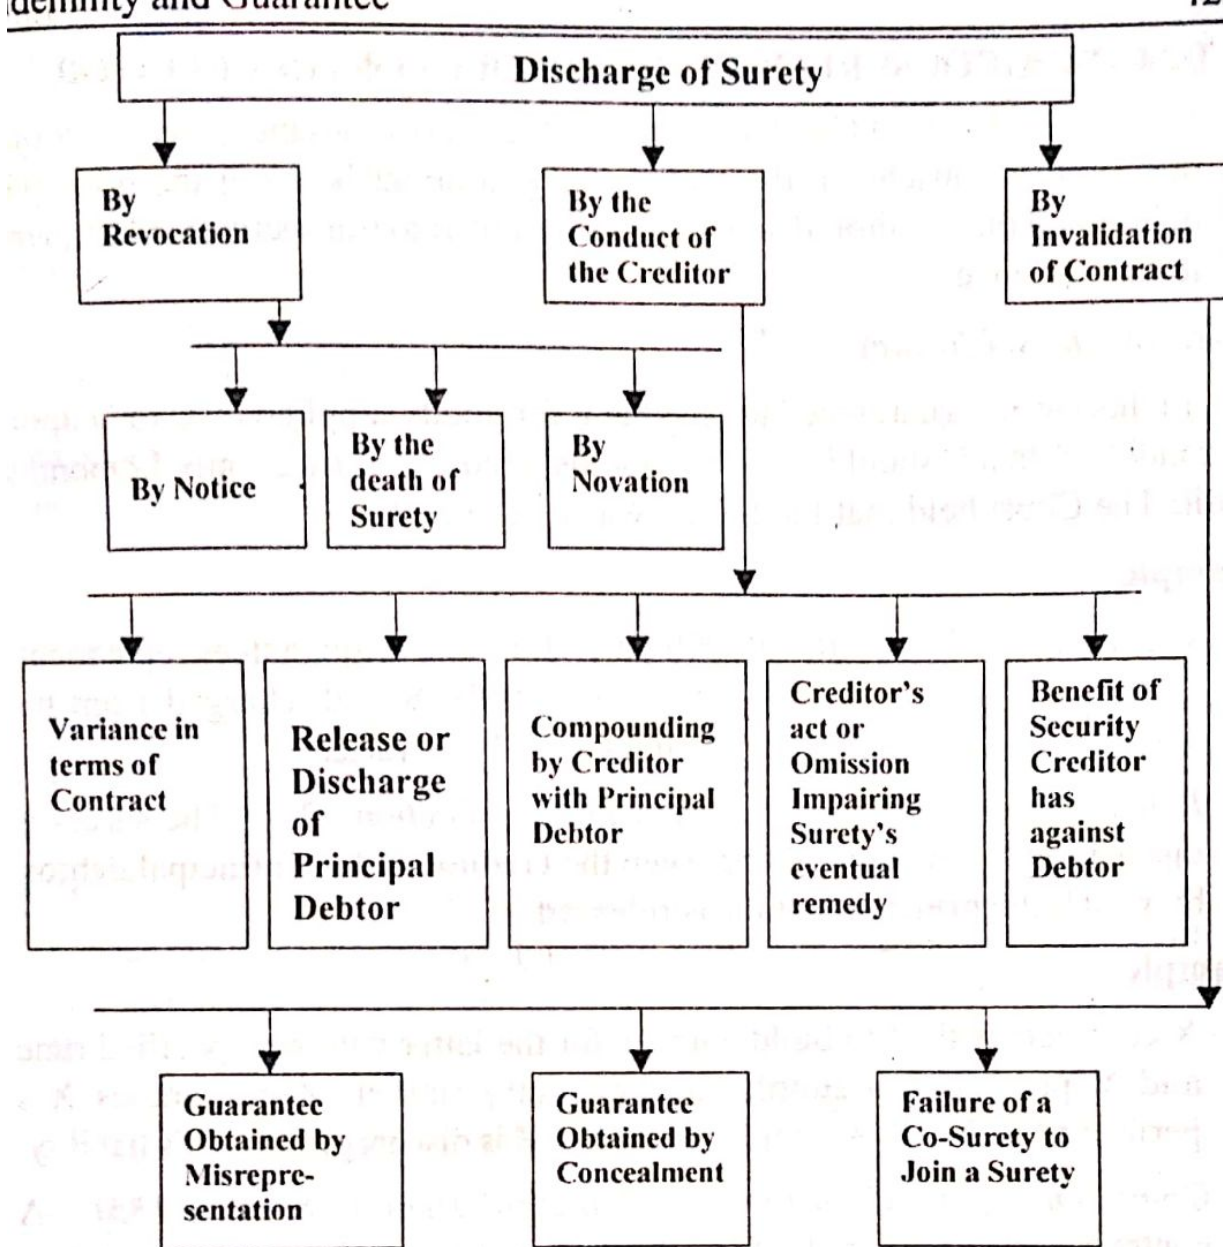 Indemnity and Guarantee
Discharge of Surety
By
Revocation
By the
Conduct of
the Creditor
By
Invalidation
of Contract
By Notice
By the
death of
Surety
By
Novation
Variance in
terms of
Contract
Release or
Discharge
of
Principal
Debtor
Compounding
by Creditor
with Principal
Debtor
Creditor's
act or
Omission
Impairing
Surety's
eventual
remedy
Benefit of
Security
Creditor
has
against
Debtor
Guarantee
Obtained by
Misrepre-
sentation
Guarantee
Obtained by
Concealment
Failure of a
Co-Surety to
Join a Surety